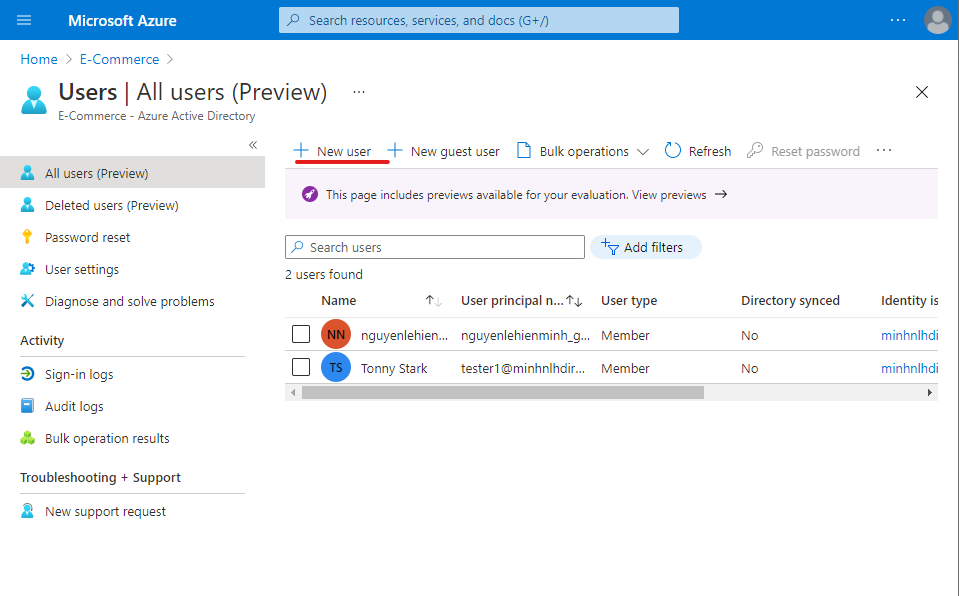 Microsoft Azure
Search resources, services, and docs (G+/)
Home > E-Commerce >
Users | All users (Preview) ...
E-Commerce - Azure Active Directory
«
All users (Preview)
Deleted users (Preview)
Password reset
User settings
Diagnose and solve problems
Activity
Sign-in logs
Audit logs
Bulk operation results
Troubleshooting + Support
New support request
+ New user + New guest user Bulk operations Refresh Reset password ...
This page includes previews available for your evaluation. View previews →
Search users Add filters
2 users found
Name ↑↓ User principal n...↑↓ User type Directory synced Identity is
NN nguyenlehien... nguyenlehienminh_g... Member No minhnlhdi
TS Tonny Stark tester1@minhnlhdir... Member No minhnlhdi